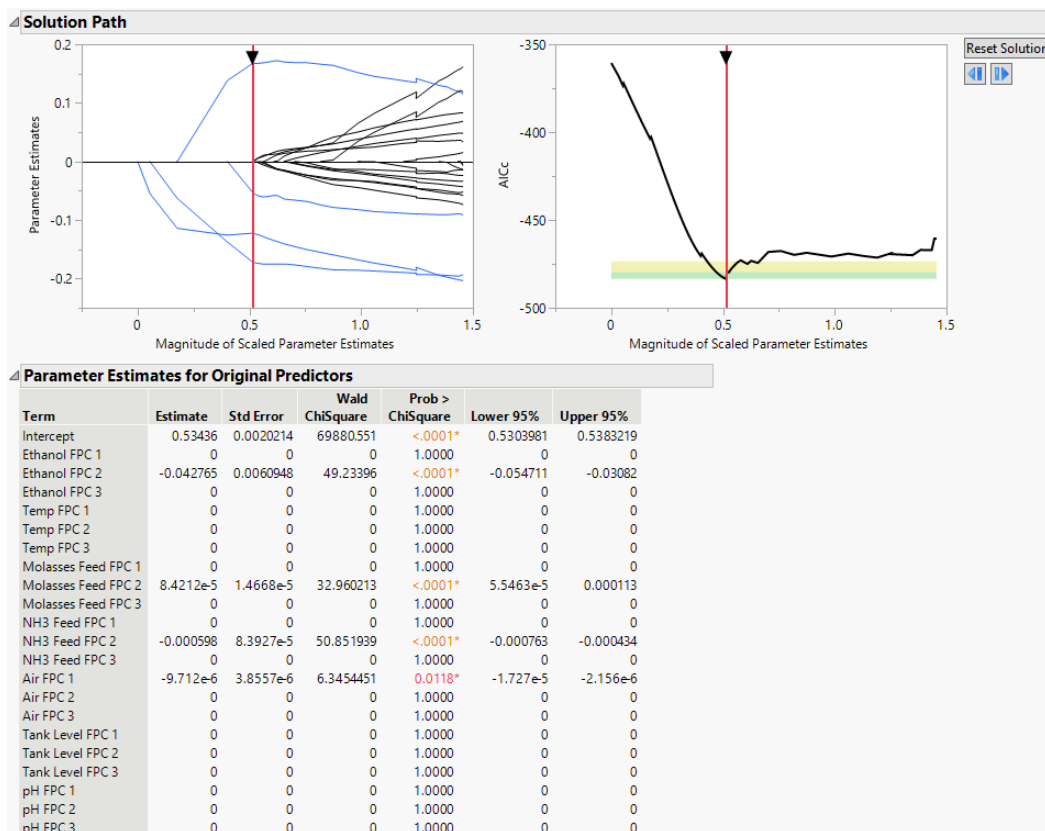 Solution Path
0.2
0.1
0
-0.1
-0.2
Parameter Estimates
0 0.5 1.0 1.5
Magnitude of Scaled Parameter Estimates
-350
-400
-450
-500
AICc
0 0.5 1.0 1.5
Magnitude of Scaled Parameter Estimates
Reset Solution
Parameter Estimates for Original Predictors
Wald Prob >
Term Estimate Std Error ChiSquare ChiSquare Lower 95% Upper 95%
Intercept 0.53436 0.0020214 69880.551 <.0001* 0.5303981 0.5383219
Ethanol FPC 1 0 0 0 1.0000 0 0
Ethanol FPC 2 -0.042765 0.0060948 49.23396 <.0001* -0.054711 -0.03082
Ethanol FPC 3 0 0 0 1.0000 0 0
Temp FPC 1 0 0 0 1.0000 0 0
Temp FPC 2 0 0 0 1.0000 0 0
Temp FPC 3 0 0 0 1.0000 0 0
Molasses Feed FPC 1 0 0 0 1.0000 0 0
Molasses Feed FPC 2 8.4212e-5 1.4668e-5 32.960213 <.0001* 5.5463e-5 0.000113
Molasses Feed FPC 3 0 0 0 1.0000 0 0
NH3 Feed FPC 1 0 0 0 1.0000 0 0
NH3 Feed FPC 2 -0.000598 8.3927e-5 50.851939 <.0001* -0.000763 -0.000434
NH3 Feed FPC 3 0 0 0 1.0000 0 0
Air FPC 1 -9.712e-6 3.8557e-6 6.3454451 0.0118* -1.727e-5 -2.156e-6
Air FPC 2 0 0 0 1.0000 0 0
Air FPC 3 0 0 0 1.0000 0 0
Tank Level FPC 1 0 0 0 1.0000 0 0
Tank Level FPC 2 0 0 0 1.0000 0 0
Tank Level FPC 3 0 0 0 1.0000 0 0
pH FPC 1 0 0 0 1.0000 0 0
pH FPC 2 0 0 0 1.0000 0 0
pH FPC 3 0 0 0 1.0000 0 0